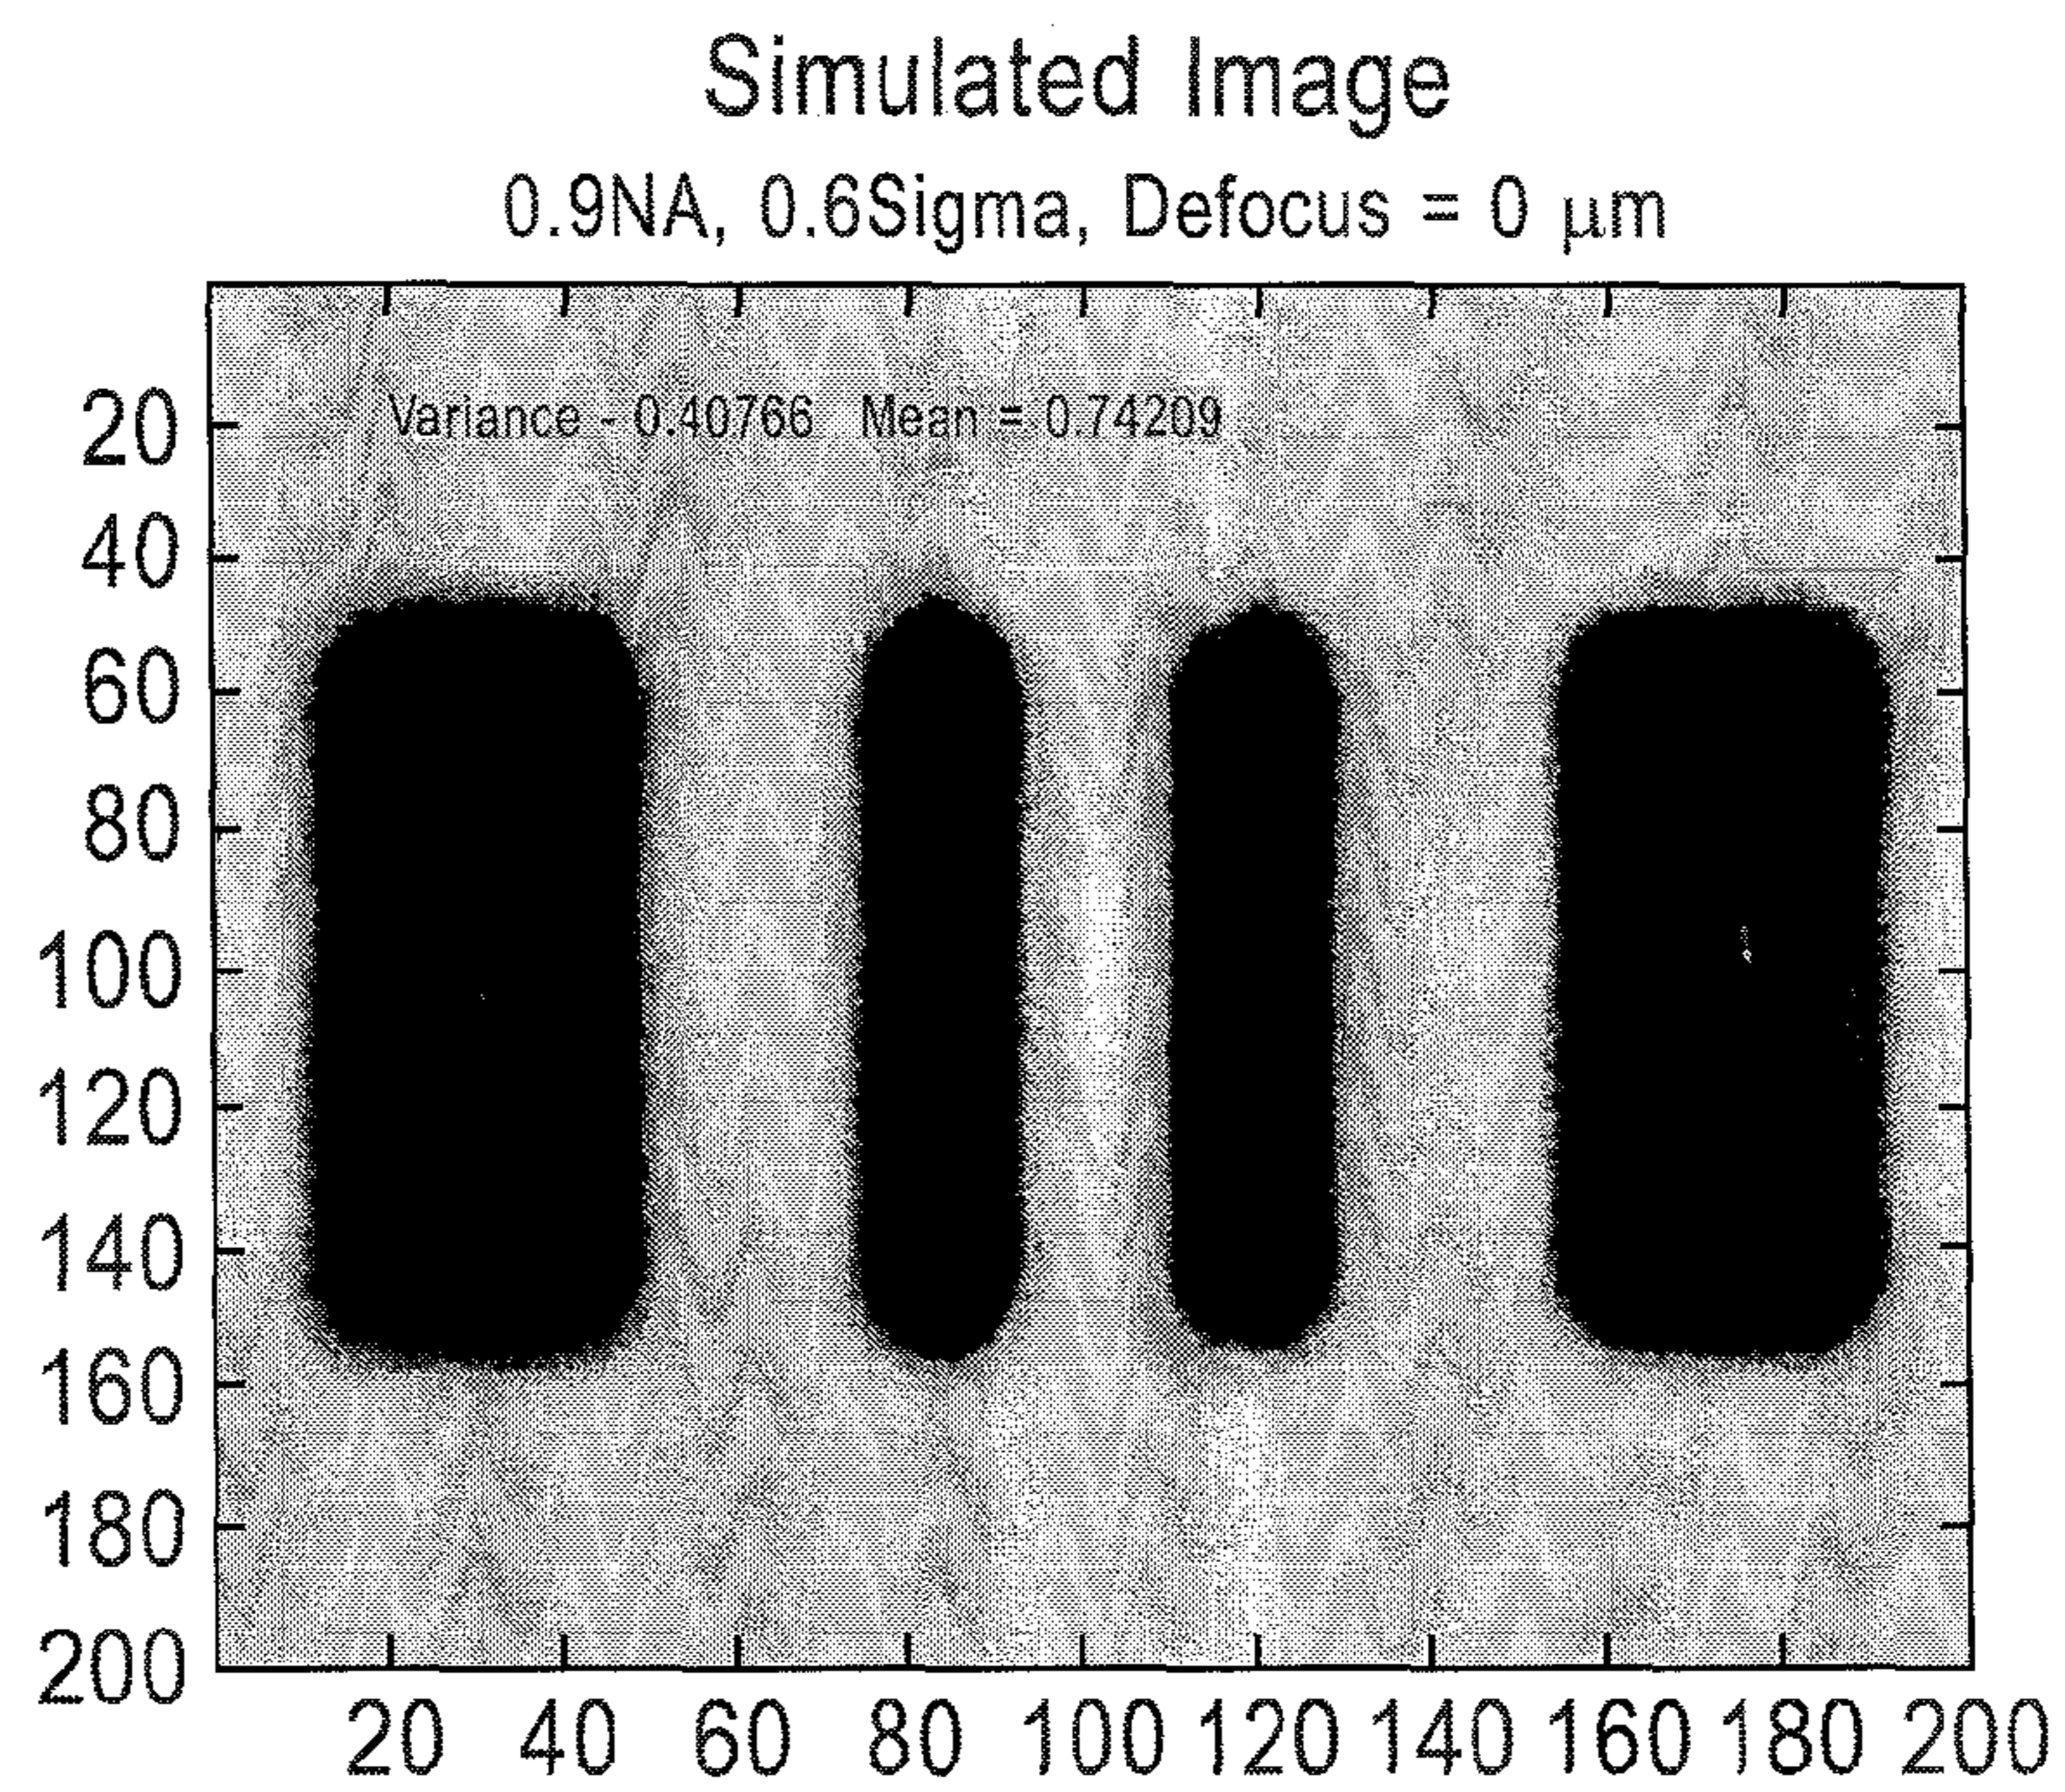 Simulated Image
0.9NA, 0.6Sigma, Defocus = 0 µm
Variance - 0.40766 Mean = 0.74209
20
40
60
80
100
120
140
160
180
200
20 40 60 80 100 120 140 160 180 200